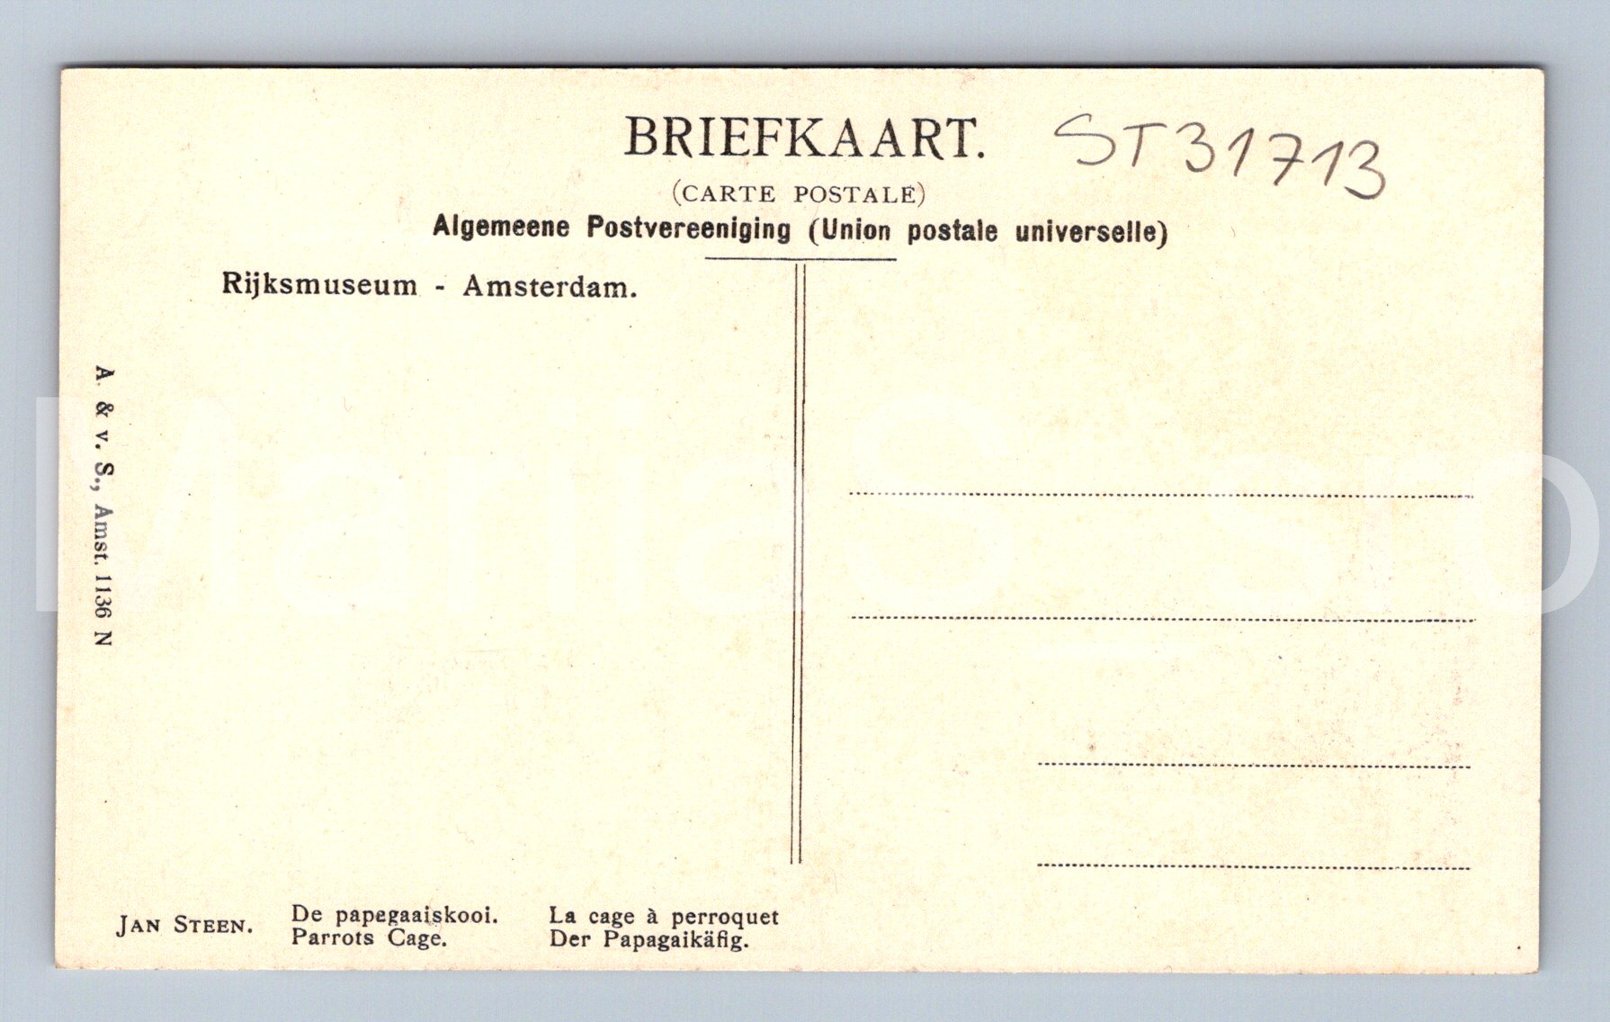 BRIEFKAART.
ST31713
(CARTE POSTALE)
Algemeene Postvereeniging (Union postale universelle)
Rijksmuseum - Amsterdam.
A. & v. S., Amst. 1136 N
JAN STEEN.
De papegaaiskooi.
Parrots Cage.
La cage à perroquet
Der Papagaikäfig.